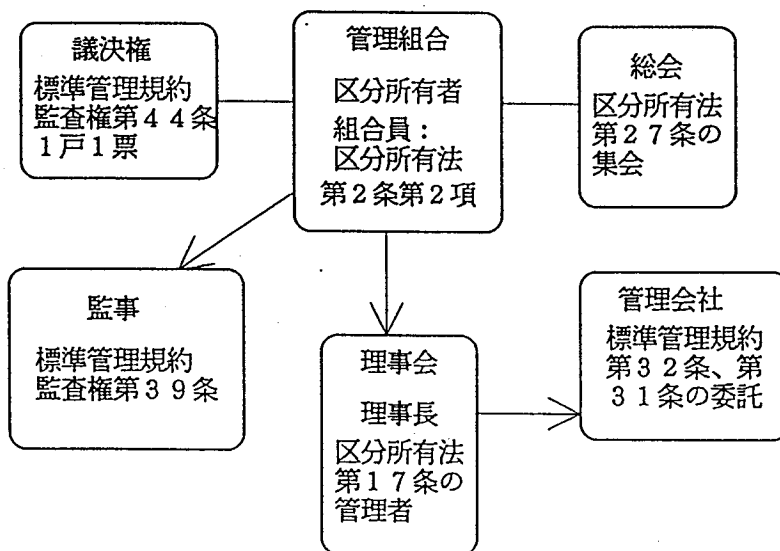 議決権
標準管理規約
監査権第４４条
１戸１票
管理組合
区分所有者
組合員：
区分所有法
第２条第２項
総会
区分所有法
第２７条の
集会
監事
標準管理規約
監査権第３９条
理事会
理事長
区分所有法
第１７条の
管理者
管理会社
標準管理規約
第３２条、第
３１条の委託